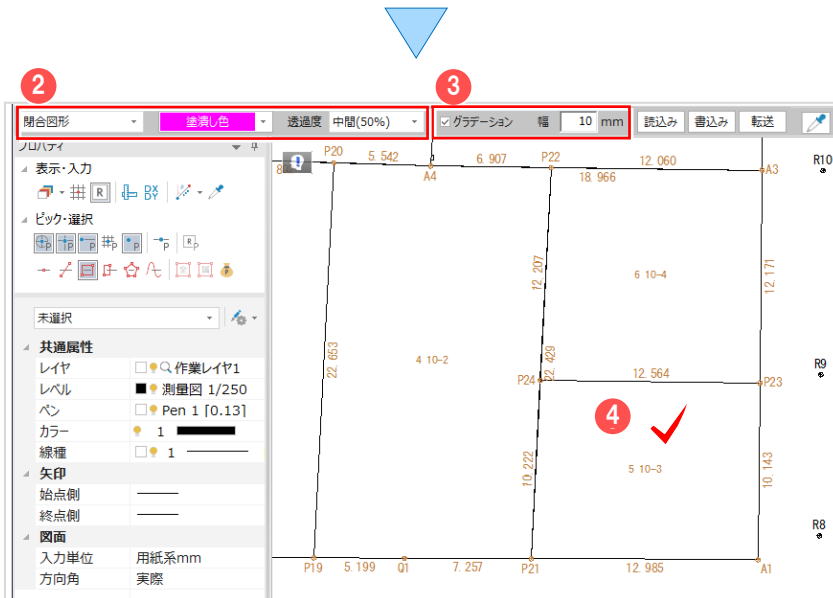 2
3
閉合図形
塗潰し色
透過度 中間(50%)
グラデーション 幅 10 mm
読込み 書込み 転送
プロパティ
表示・入力
R
DX
DY
ピック・選択
P P P P P P R P
未選択
共通属性
レイヤ 作業レイヤ1
レベル 測量図 1/250
ペン Pen 1 [0.13]
カラー 1
線種 1
矢印
始点側
終点側
図面
入力単位 用紙系mm
方向角 実際
8
P20
5.542
A4
6.907
P22
12.060
18.966
A3
R10
12.207
6 10-4
12.171
22.653
4 10-2
22.429
P24
12.564
P23
R9
4
10.222
5 10-3
10.143
R8
P19
5.199
Q1
7.257
P21
12.985
A1